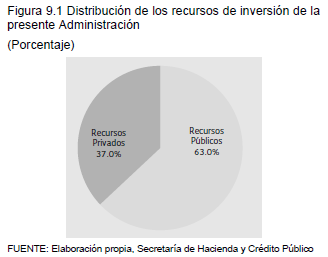 Figura 9.1 Distribución de los recursos de inversión de la
presente Administración
(Porcentaje)
Recursos
Privados
37.0%
Recursos
Públicos
63.0%
FUENTE: Elaboración propia, Secretaría de Hacienda y Crédito Público